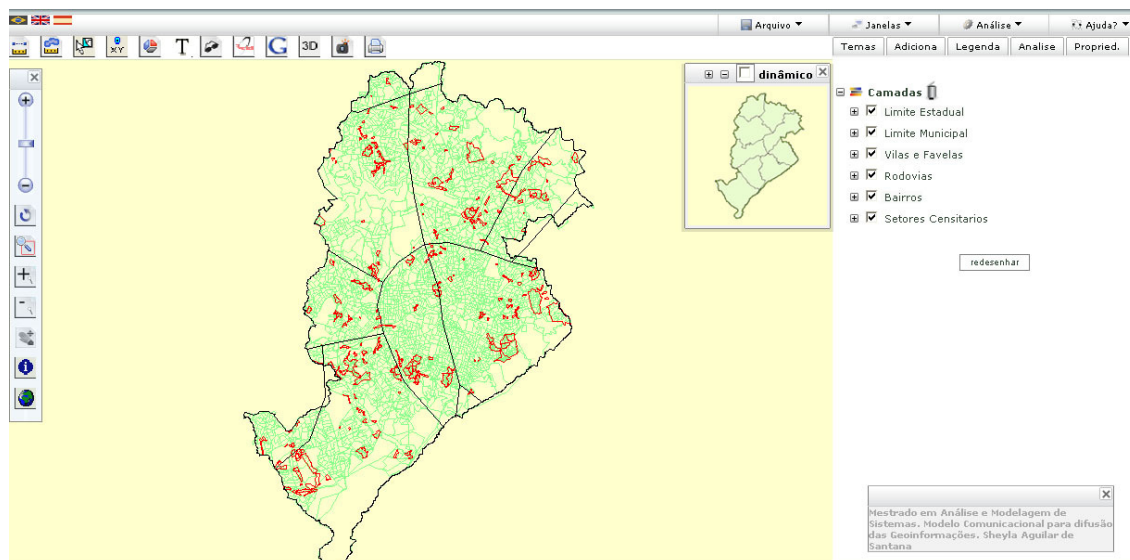 Arquivo
Janelas
Análise
Ajuda?
XY
T
G
3D
Temas
Adiciona
Legenda
Analise
Propried.
dinâmico
Camadas
Limite Estadual
Limite Municipal
Vilas e Favelas
Rodovias
Bairros
Setores Censitarios
redesenhar
Mestrado em Análise e Modelagem de
Sistemas. Modelo Comunicacional para difusão
das Geoinformações. Sheyla Aguilar de
Santana